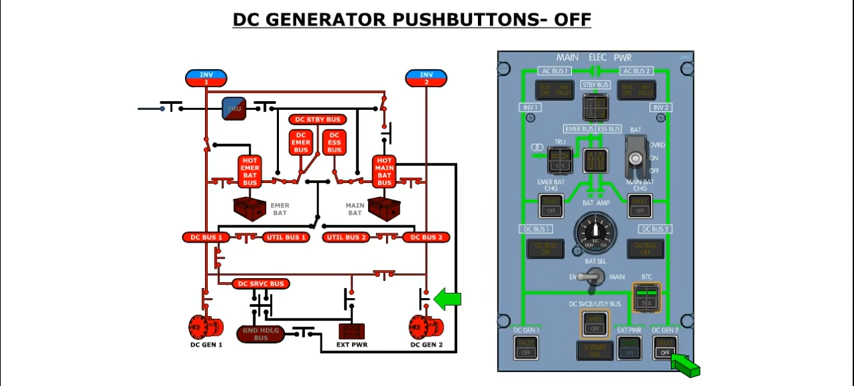 DC GENERATOR PUSHBUTTONS- OFF
INV
1
INV
2
TRU
DC STBY BUS
DC
EMER
BUS
DC
ESS
BUS
HOT
EMER
BAT
BUS
HOT
MAIN
BAT
BUS
EMER
BAT
MAIN
BAT
DC BUS 1
UTIL BUS 1
UTIL BUS 2
DC BUS 2
DC SRVC BUS
GND HDLG
BUS
DC GEN 1
EXT PWR
DC GEN 2
MAIN ELEC PWR
AC BUS 1
AC BUS 2
STBY BUS
INV 1
INV 2
EMER BUS
ESS BUS
BAT
TRU
OVRD
ON
OFF
EMER BAT
CHG
MAIN BAT
CHG
OFF
OFF
BAT AMP
DC
DC BUS 1
DC BUS 2
BAT SEL
MAIN
BTC
DC SVCE/UTLY BUS
OFF
DC GEN 1
EXT PWR
DC GEN 2
OFF
OFF